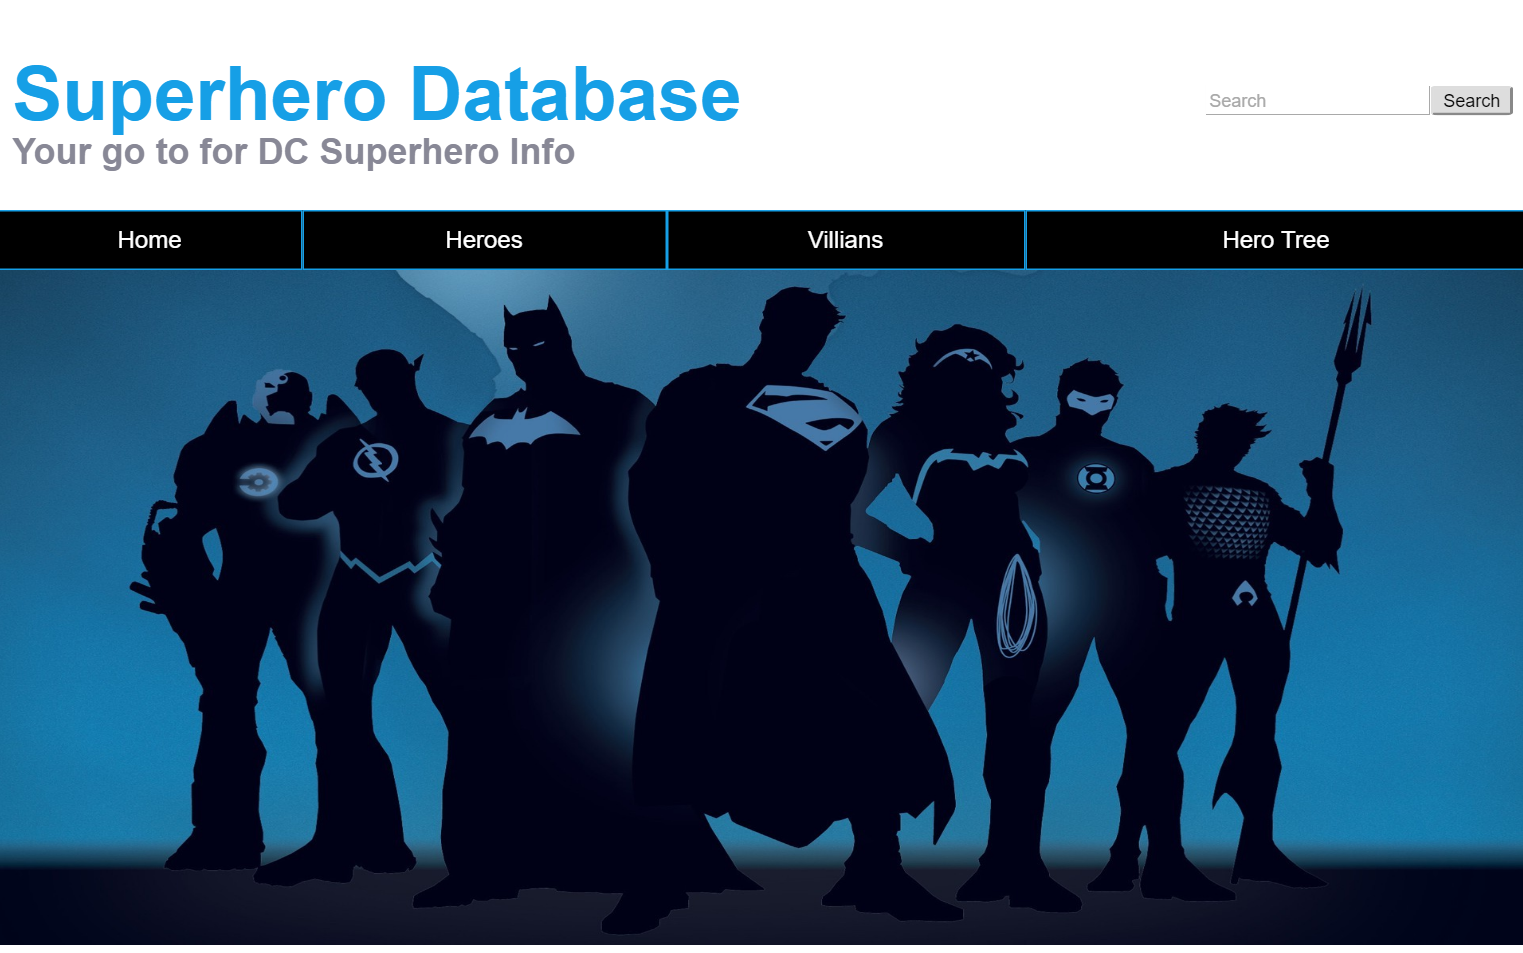 Superhero Database
Your go to for DC Superhero Info
Search Search
Home Heroes Villians Hero Tree